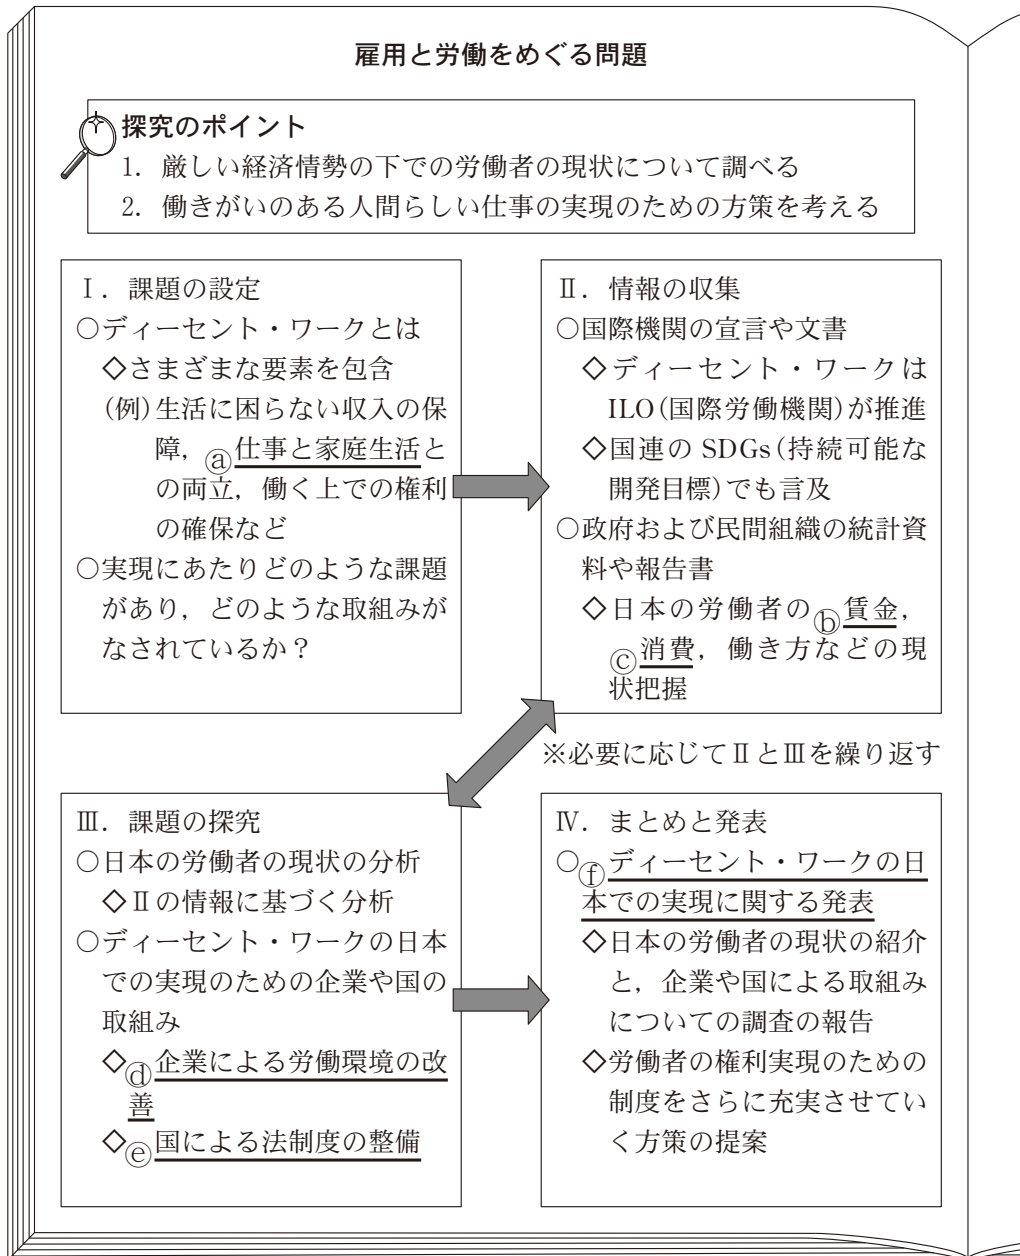 雇用と労働をめぐる問題
探究のポイント
1. 厳しい経済情勢の下での労働者の現状について調べる
2. 働きがいのある人間らしい仕事の実現のための方策を考える
Ⅰ. 課題の設定
○ディーセント・ワークとは
◇さまざまな要素を包含
(例)生活に困らない収入の保
障,ⓐ仕事と家庭生活と
の両立,働く上での権利
の確保など
○実現にあたりどのような課題
があり,どのような取組みが
なされているか?
Ⅱ. 情報の収集
○国際機関の宣言や文書
◇ディーセント・ワークは
ILO(国際労働機関)が推進
◇国連の SDGs(持続可能な
開発目標)でも言及
○政府および民間組織の統計資
料や報告書
◇日本の労働者のⓑ賃金,
ⓒ消費,働き方などの現
状把握
※必要に応じてⅡとⅢを繰り返す
Ⅲ. 課題の探究
○日本の労働者の現状の分析
◇Ⅱの情報に基づく分析
○ディーセント・ワークの日本
での実現のための企業や国の
取組み
◇ⓓ企業による労働環境の改
善
◇ⓔ国による法制度の整備
Ⅳ. まとめと発表
○ⓕディーセント・ワークの日
本での実現に関する発表
◇日本の労働者の現状の紹介
と,企業や国による取組み
についての調査の報告
◇労働者の権利実現のための
制度をさらに充実させてい
く方策の提案